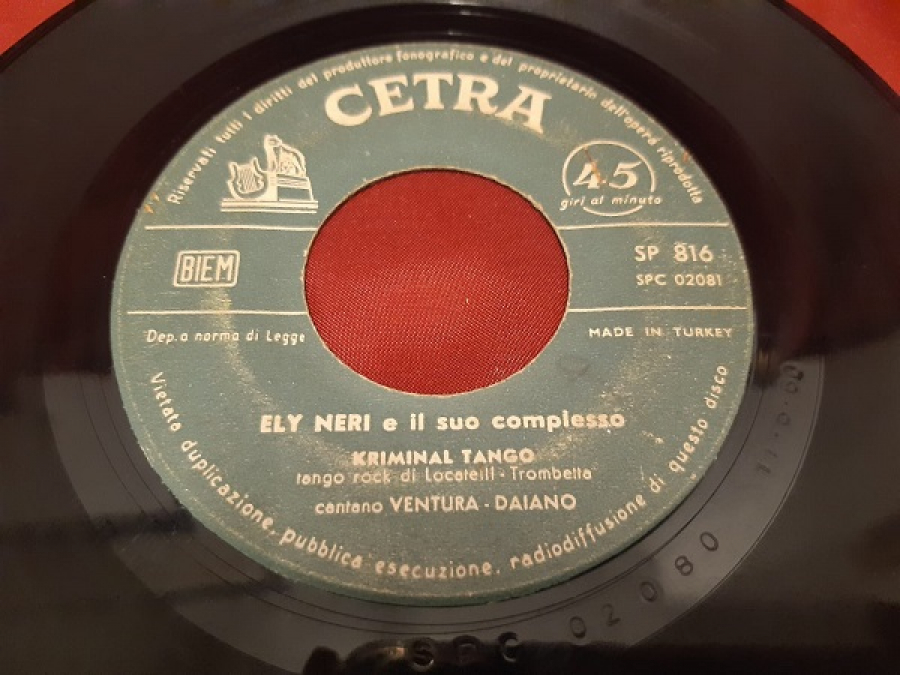 Riservati tutti i diritti del produttore fonografico e del proprietario dell'opera riprodotta
CETRA
45
giri al minuto
BIEM
SP 816
SPC 02081
Dep. a norma di Legge
MADE IN TURKEY
ELY NERI e il suo complesso
KRIMINAL TANGO
tango rock di Locatelli - Trombetta
cantano VENTURA - DAIANO
Vietata duplicazione, pubblica esecuzione, radiodiffusione di questo disco
SPC 02080